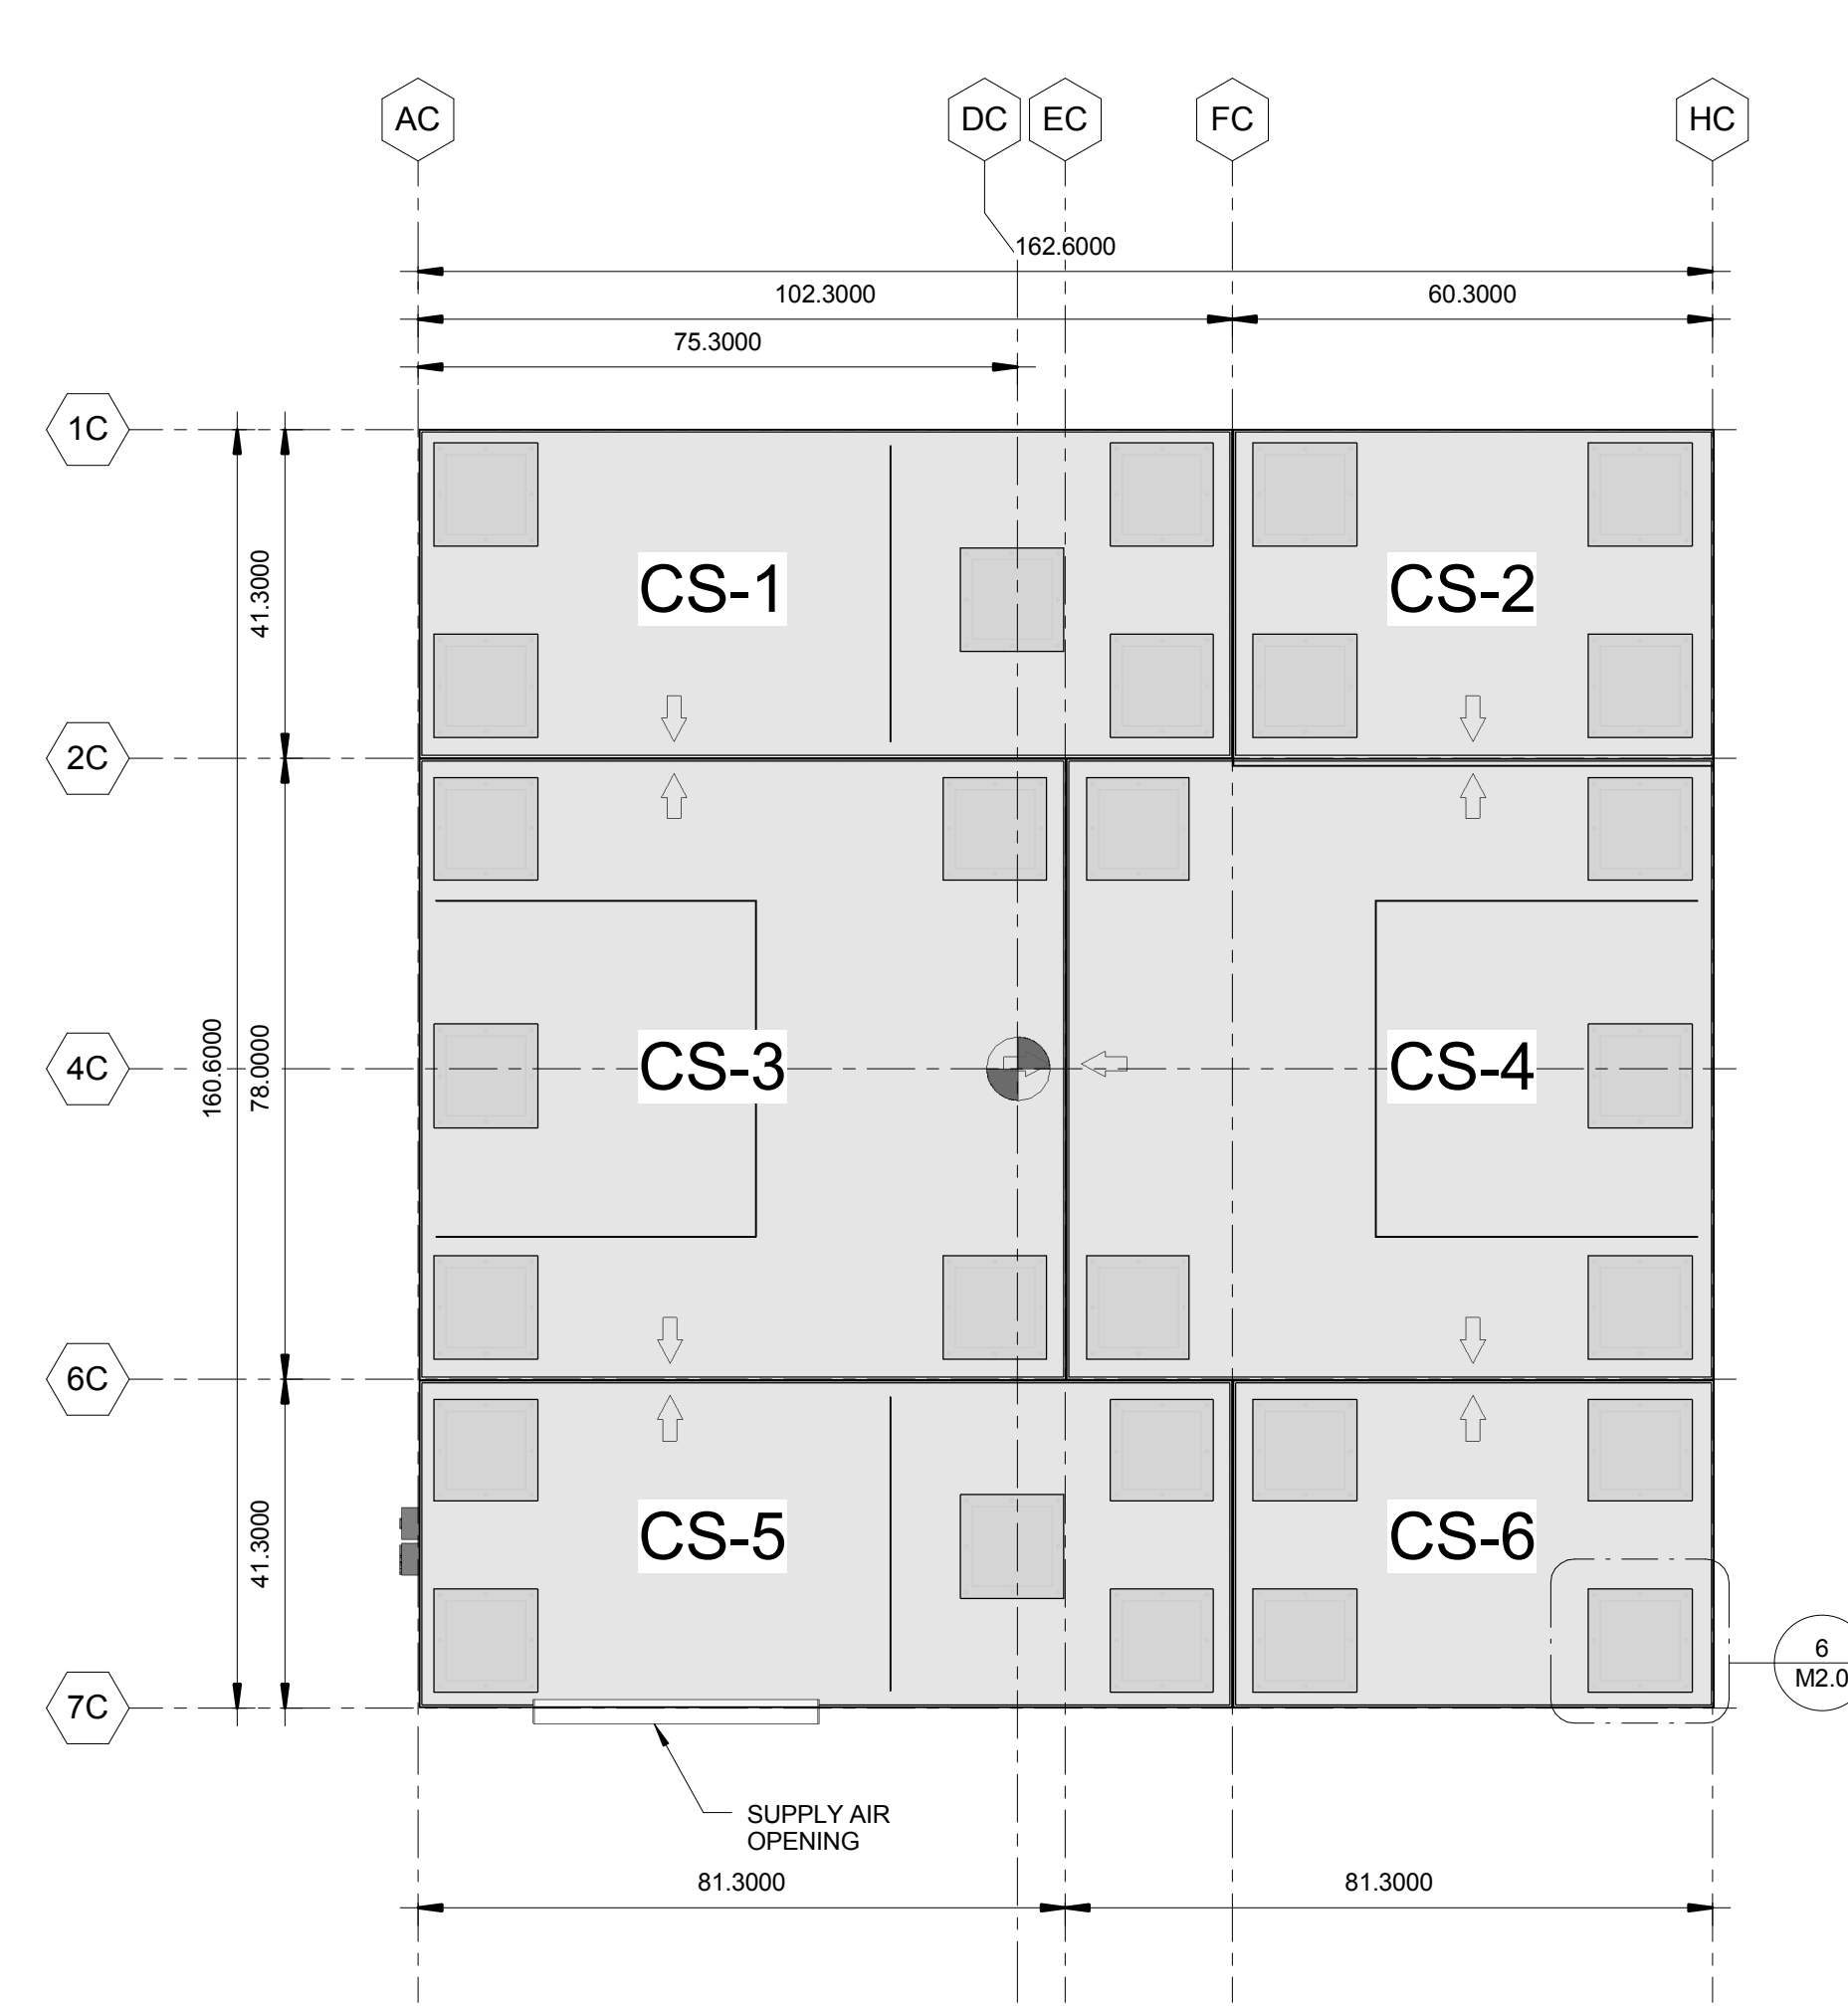 AC
DC
EC
FC
HC
162.6000
102.3000
60.3000
75.3000
1C
41.3000
CS-1
CS-2
2C
4C
160.6000
78.0000
CS-3
CS-4
6C
41.3000
CS-5
CS-6
6
M2.0
7C
SUPPLY AIR
OPENING
81.3000
81.3000